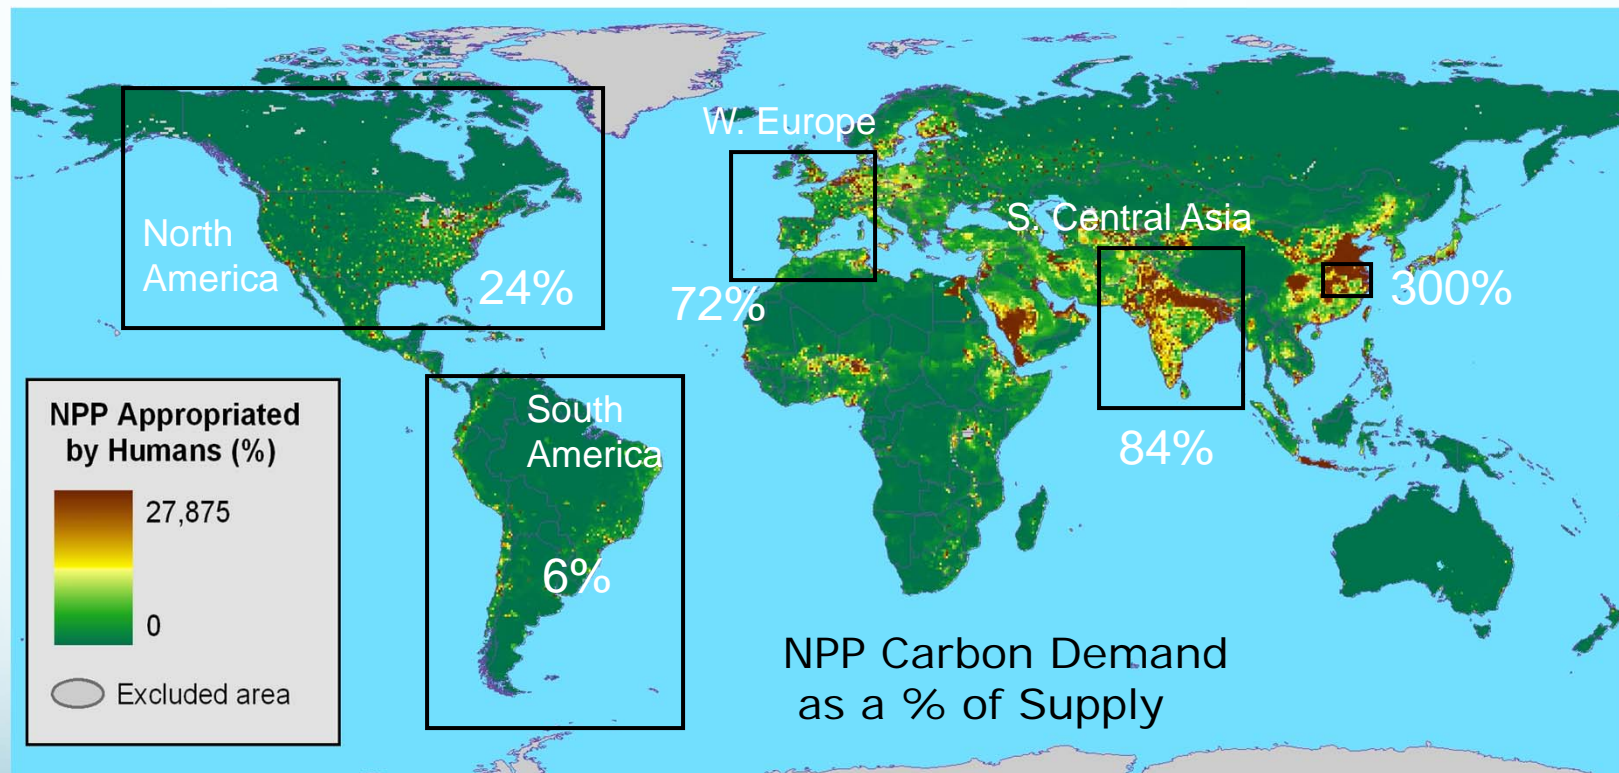 W. Europe
S. Central Asia
North
America
24%
72%
300%
84%
South
America
6%
NPP Appropriated
by Humans (%)
27,875
0
Excluded area
NPP Carbon Demand
as a % of Supply